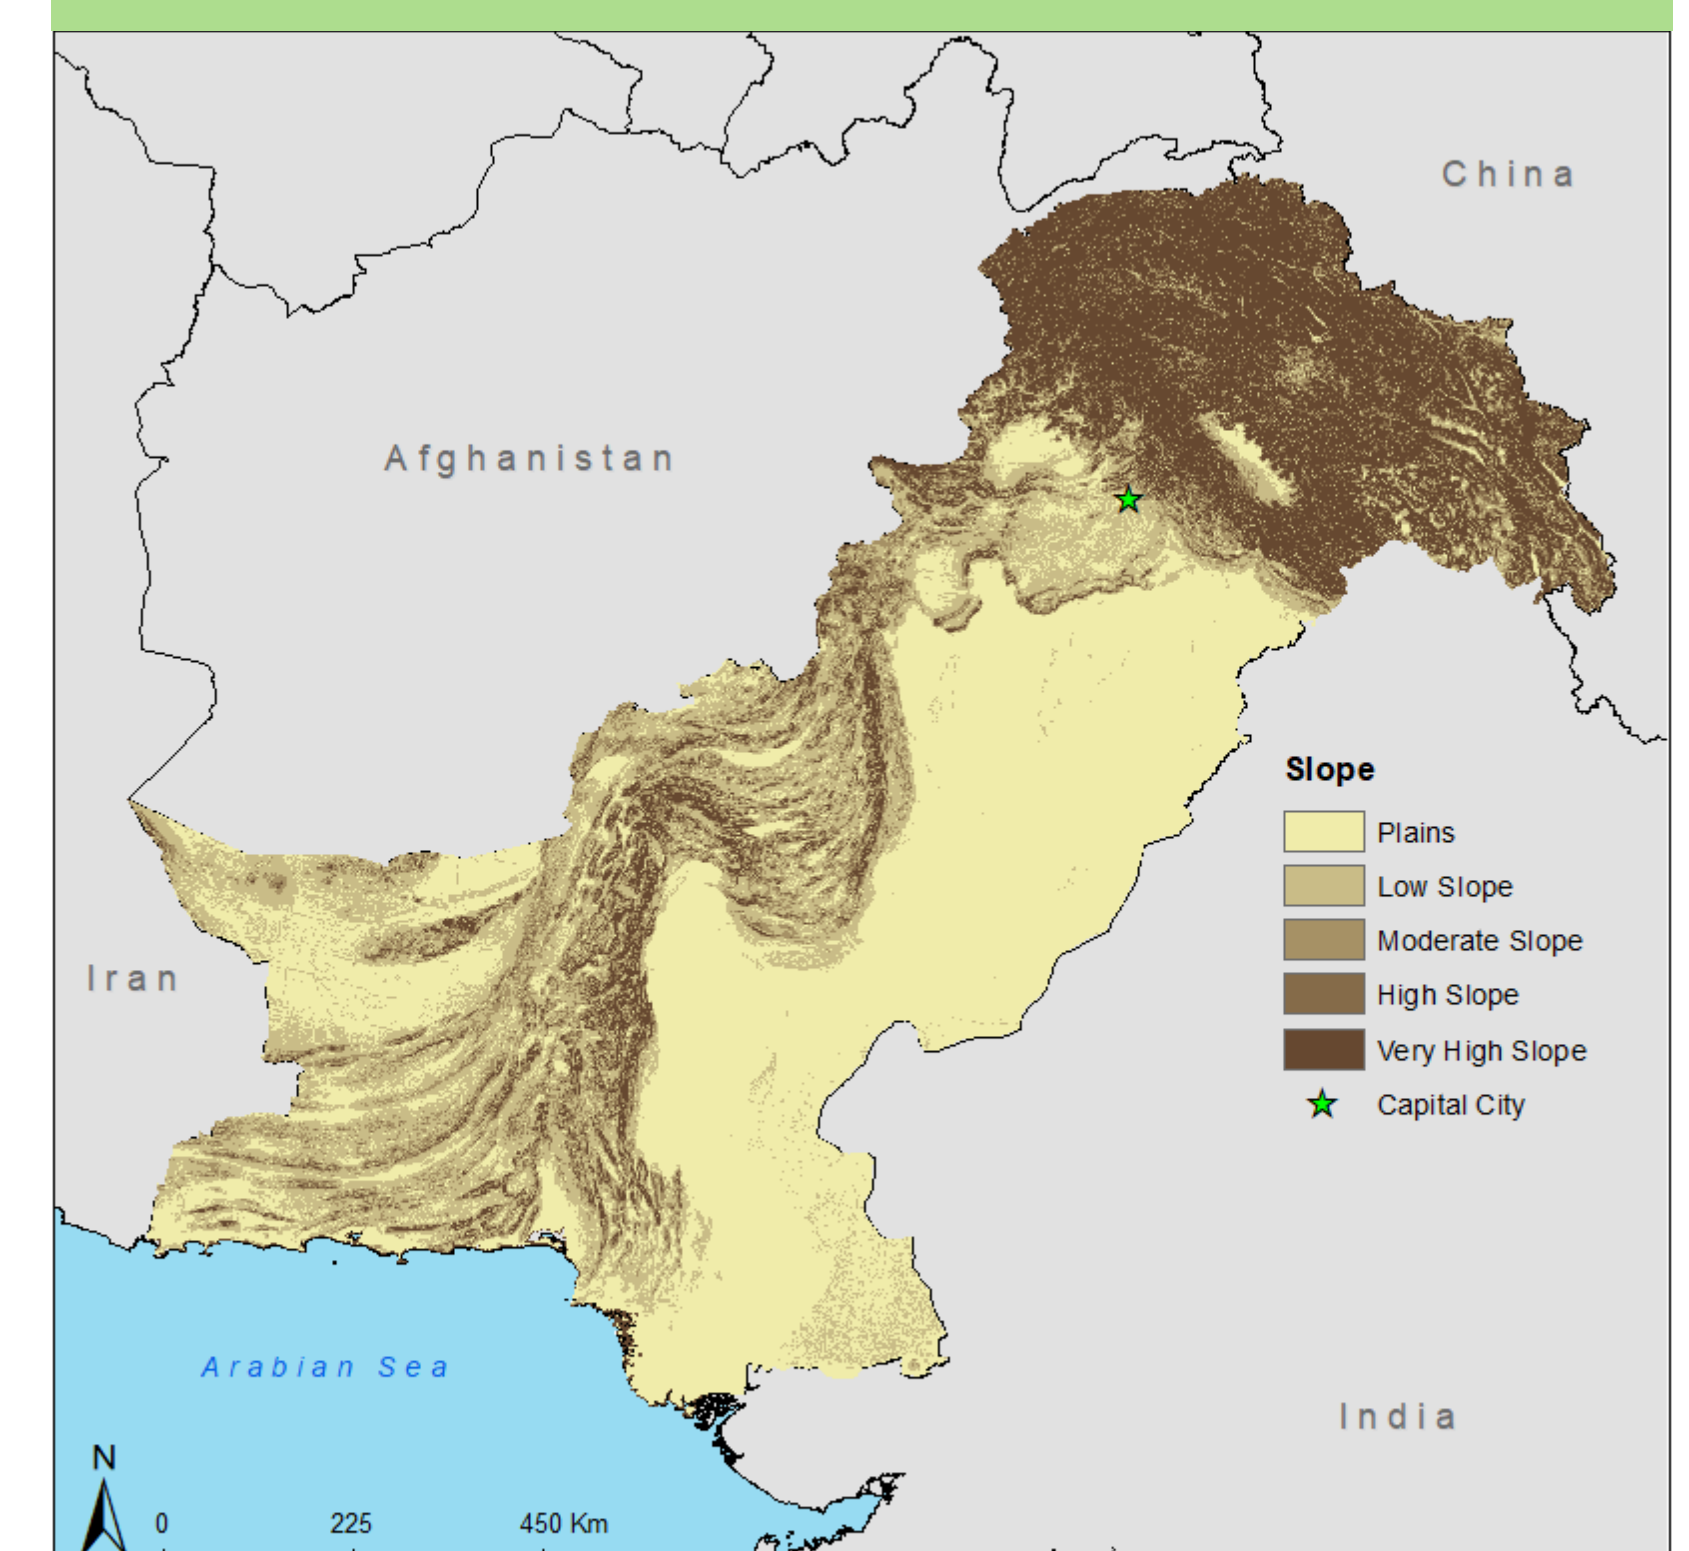 China
Afghanistan
Slope
Plains
Low Slope
Iran
Moderate Slope
High Slope
Very High Slope
Capital City
Arabian Sea
India
N
0 225 450 Km